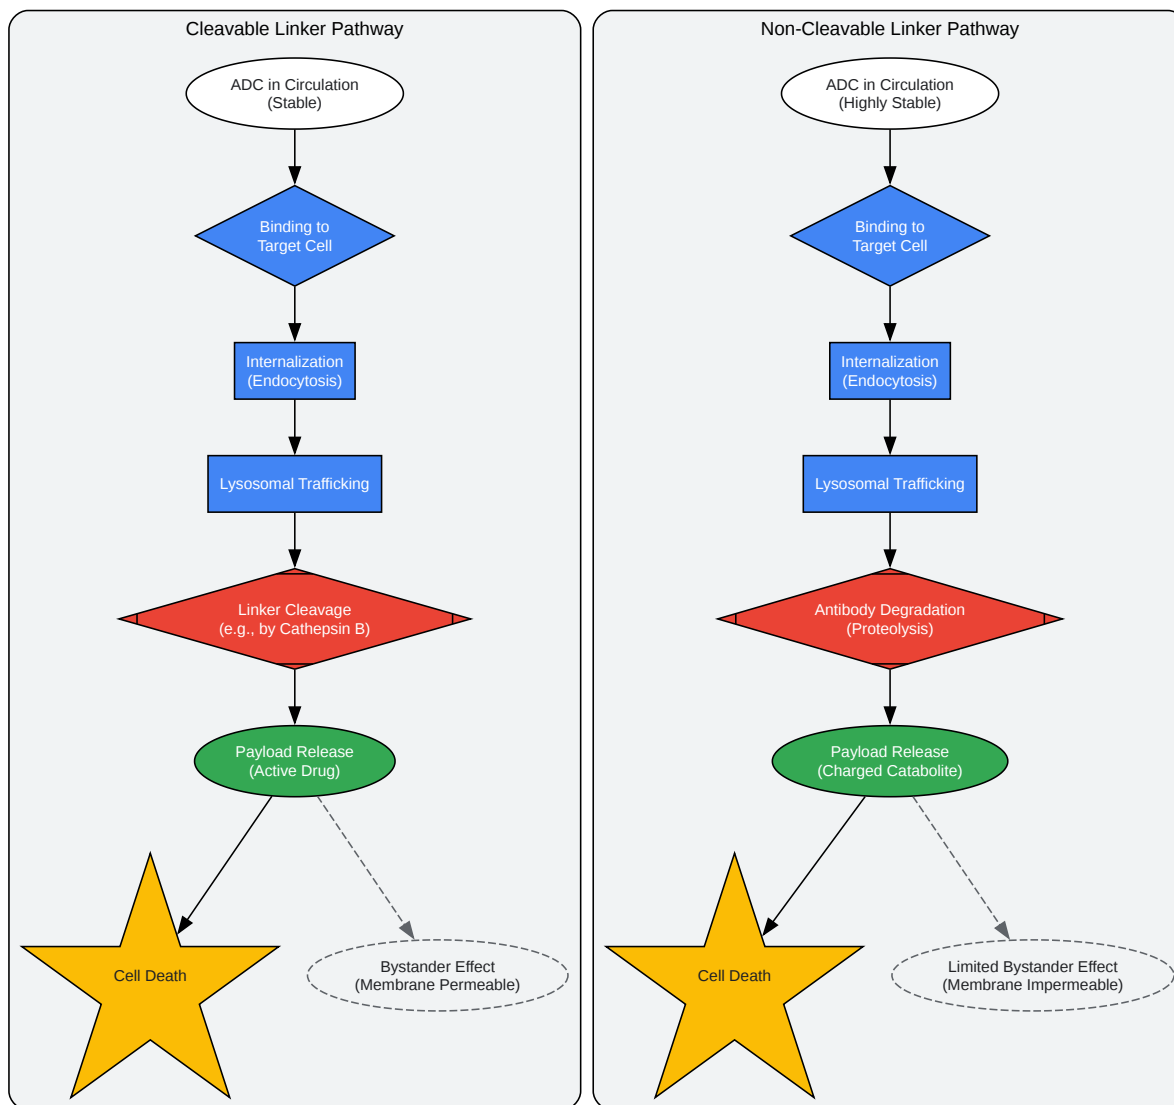 Cleavable Linker Pathway
ADC in Circulation
(Stable)
Binding to
Target Cell
Internalization
(Endocytosis)
Lysosomal Trafficking
Linker Cleavage
(e.g., by Cathepsin B)
Payload Release
(Active Drug)
Cell Death
Bystander Effect
(Membrane Permeable)
Non-Cleavable Linker Pathway
ADC in Circulation
(Highly Stable)
Binding to
Target Cell
Internalization
(Endocytosis)
Lysosomal Trafficking
Antibody Degradation
(Proteolysis)
Payload Release
(Charged Catabolite)
Cell Death
Limited Bystander Effect
(Membrane Impermeable)